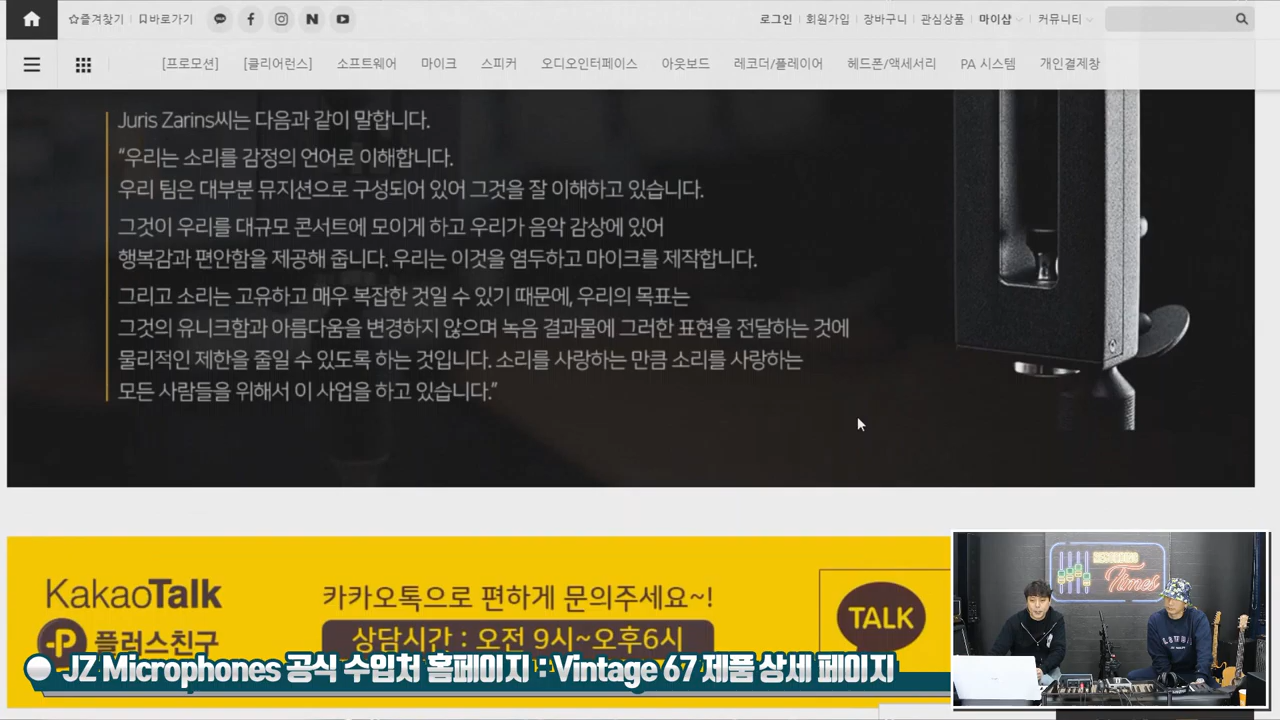 ☆즐겨찾기
바로가기
N
로그인
회원가입
장바구니
관심상품
마이샵
커뮤니티
[프로모션]
[클리어런스]
소프트웨어
마이크
스피커
오디오인터페이스
아웃보드
레코더/플레이어
헤드폰/액세서리
PA 시스템
개인결제창
Juris Zarins씨는 다음과 같이 말합니다.
“우리는 소리를 감정의 언어로 이해합니다.
우리 팀은 대부분 뮤지션으로 구성되어 있어 그것을 잘 이해하고 있습니다.
그것이 우리를 대규모 콘서트에 모이게 하고 우리가 음악 감상에 있어
행복감과 편안함을 제공해 줍니다. 우리는 이것을 염두하고 마이크를 제작합니다.
그리고 소리는 고유하고 매우 복잡한 것일 수 있기 때문에, 우리의 목표는
그것의 유니크함과 아름다움을 변경하지 않으며 녹음 결과물에 그러한 표현을 전달하는 것에
물리적인 제한을 줄일 수 있도록 하는 것입니다. 소리를 사랑하는 만큼 소리를 사랑하는
모든 사람들을 위해서 이 사업을 하고 있습니다.”
KakaoTalk
플러스친구
카카오톡으로 편하게 문의주세요~!
상담시간 : 오전 9시~오후6시
TALK
Times
JZ Microphones 공식 수입처 홈페이지 : Vintage 67 제품 상세 페이지